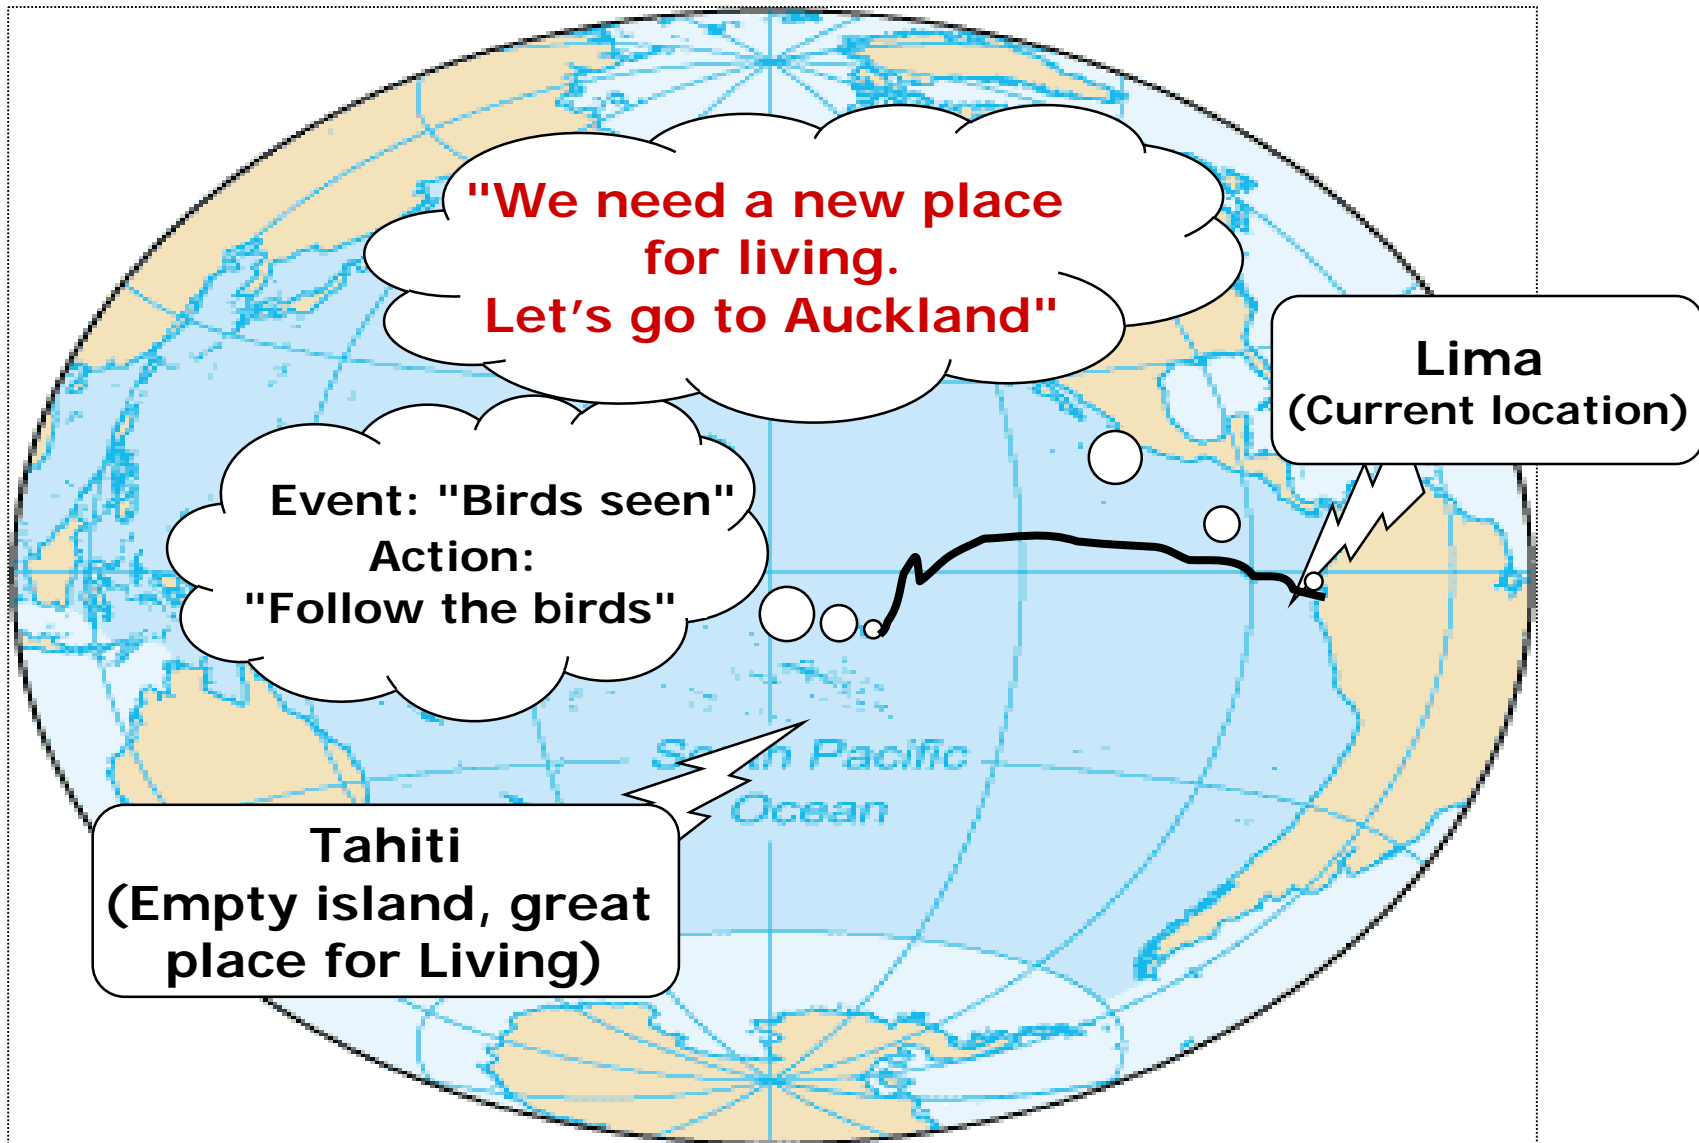 "We need a new place
for living.
Let's go to Auckland"
Lima
(Current location)
Event: "Birds seen"
Action:
"Follow the birds"
Pacific
Ocean
Tahiti
(Empty island, great
place for Living)